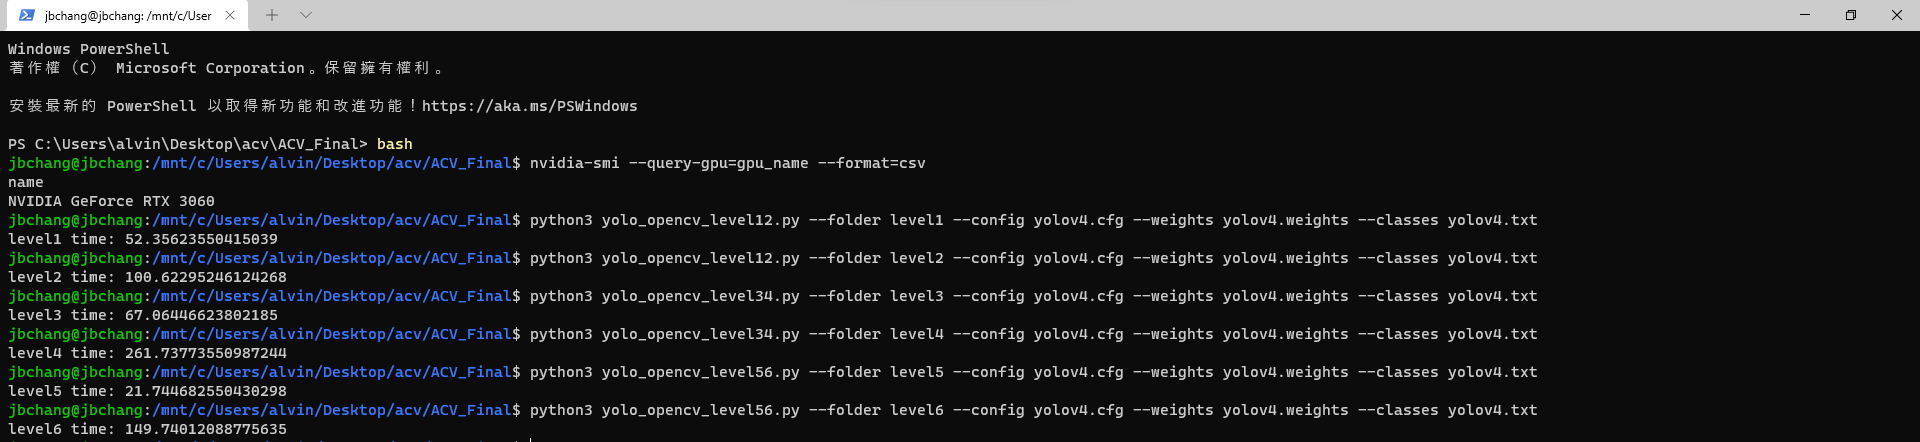 jbchang@jbchang: /mnt/c/User
Windows PowerShell
著作權（C） Microsoft Corporation。保留擁有權利。
安裝最新的 PowerShell 以取得新功能和改進功能！https://aka.ms/PSWindows
PS C:\Users\alvin\Desktop\acv\ACV_Final> bash
jbchang@jbchang:/mnt/c/Users/alvin/Desktop/acv/ACV_Final$ nvidia-smi --query-gpu=gpu_name --format=csv
name
NVIDIA GeForce RTX 3060
jbchang@jbchang:/mnt/c/Users/alvin/Desktop/acv/ACV_Final$ python3 yolo_opencv_level12.py --folder level1 --config yolov4.cfg --weights yolov4.weights --classes yolov4.txt
level1 time: 52.35623550415039
jbchang@jbchang:/mnt/c/Users/alvin/Desktop/acv/ACV_Final$ python3 yolo_opencv_level12.py --folder level2 --config yolov4.cfg --weights yolov4.weights --classes yolov4.txt
level2 time: 100.62295246124268
jbchang@jbchang:/mnt/c/Users/alvin/Desktop/acv/ACV_Final$ python3 yolo_opencv_level34.py --folder level3 --config yolov4.cfg --weights yolov4.weights --classes yolov4.txt
level3 time: 67.06446623802185
jbchang@jbchang:/mnt/c/Users/alvin/Desktop/acv/ACV_Final$ python3 yolo_opencv_level34.py --folder level4 --config yolov4.cfg --weights yolov4.weights --classes yolov4.txt
level4 time: 261.73773550987244
jbchang@jbchang:/mnt/c/Users/alvin/Desktop/acv/ACV_Final$ python3 yolo_opencv_level56.py --folder level5 --config yolov4.cfg --weights yolov4.weights --classes yolov4.txt
level5 time: 21.744682550430298
jbchang@jbchang:/mnt/c/Users/alvin/Desktop/acv/ACV_Final$ python3 yolo_opencv_level56.py --folder level6 --config yolov4.cfg --weights yolov4.weights --classes yolov4.txt
level6 time: 149.74012088775635